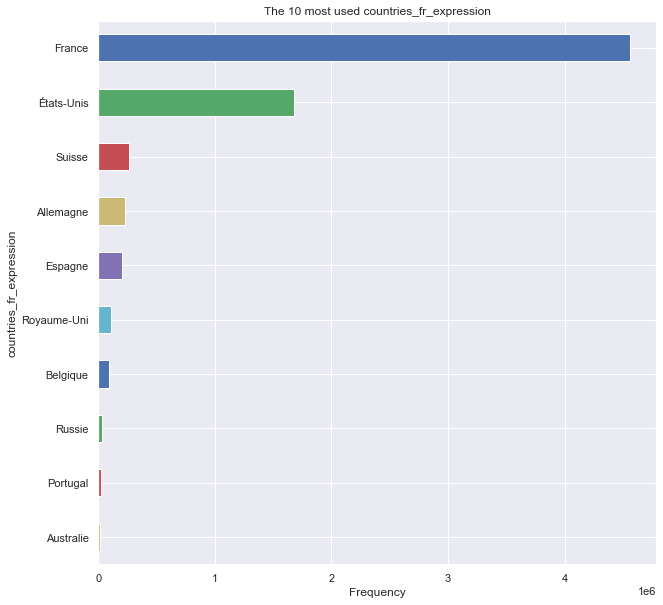 The 10 most used countries_fr_expression
countries_fr_expression
France
États-Unis
Suisse
Allemagne
Espagne
Royaume-Uni
Belgique
Russie
Portugal
Australie
0 1 2 3 4
1e6
Frequency